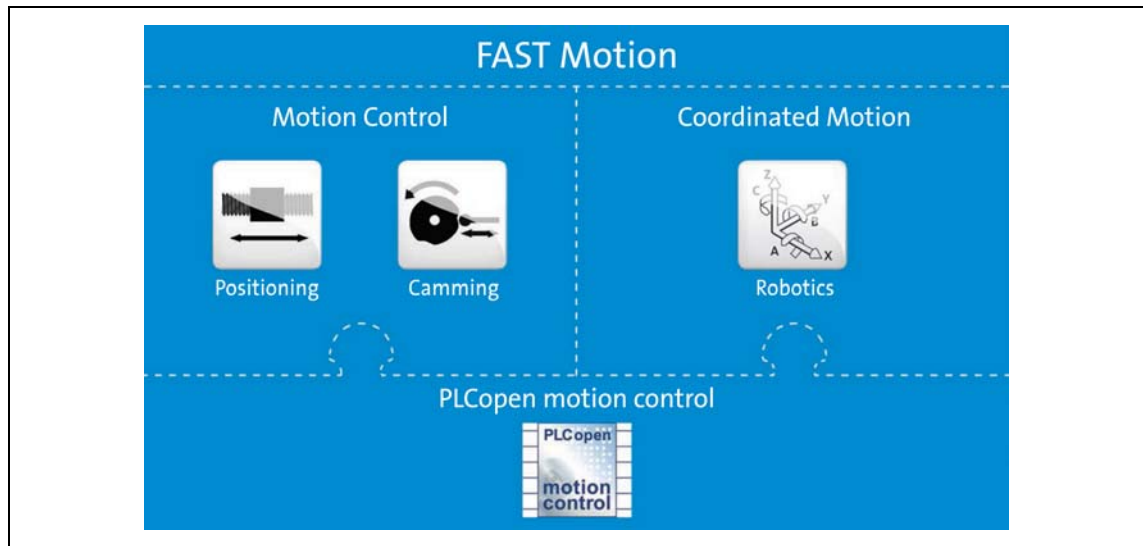 FAST Motion
Motion Control
Coordinated Motion
Z
C
Y
B
A
X
Positioning
Camming
Robotics
PLCopen motion control
PLCopen
motion
control